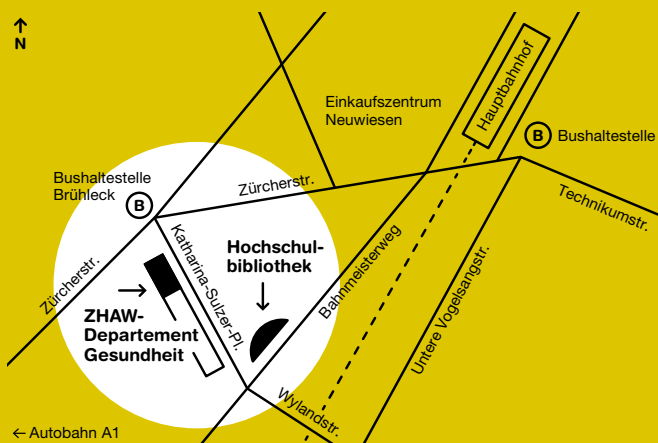 N
Einkaufszentrum
Neuwiesen
Hauptbahnhof
B
Bushaltestelle
Bushaltestelle
Brühleck
B
Zürcherstr.
Technikumstr.
Zürcherstr.
Katharina-Sulzer-Pl.
Hochschul-
bibliothek
Bahnmeisterweg
Untere Vogelsangstr.
ZHAW-
Departement
Gesundheit
Wylandstr.
← Autobahn A1